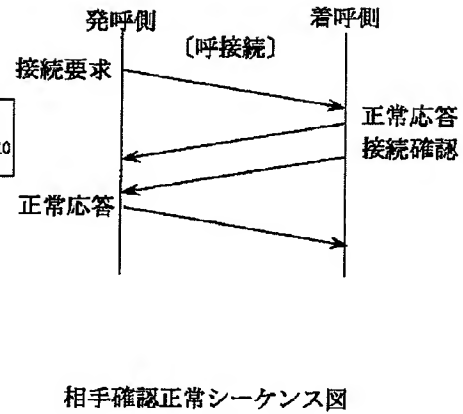 発呼側
着呼側
〔呼接続〕
接続要求
正常応答
接続確認
正常応答
相手確認正常シーケンス図